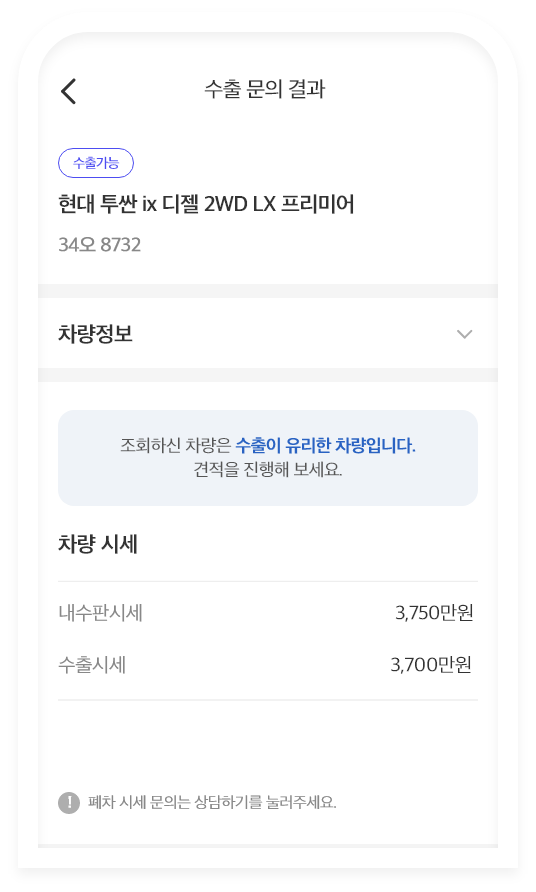 수출 문의 결과
수출가능
현대 투싼 ix 디젤 2WD LX 프리미어
34오 8732
차량정보
조회하신 차량은 수출이 유리한 차량입니다.
견적을 진행해 보세요.
차량 시세
내수판시세 3,750만원
수출시세 3,700만원
! 폐차 시세 문의는 상담하기를 눌러주세요.